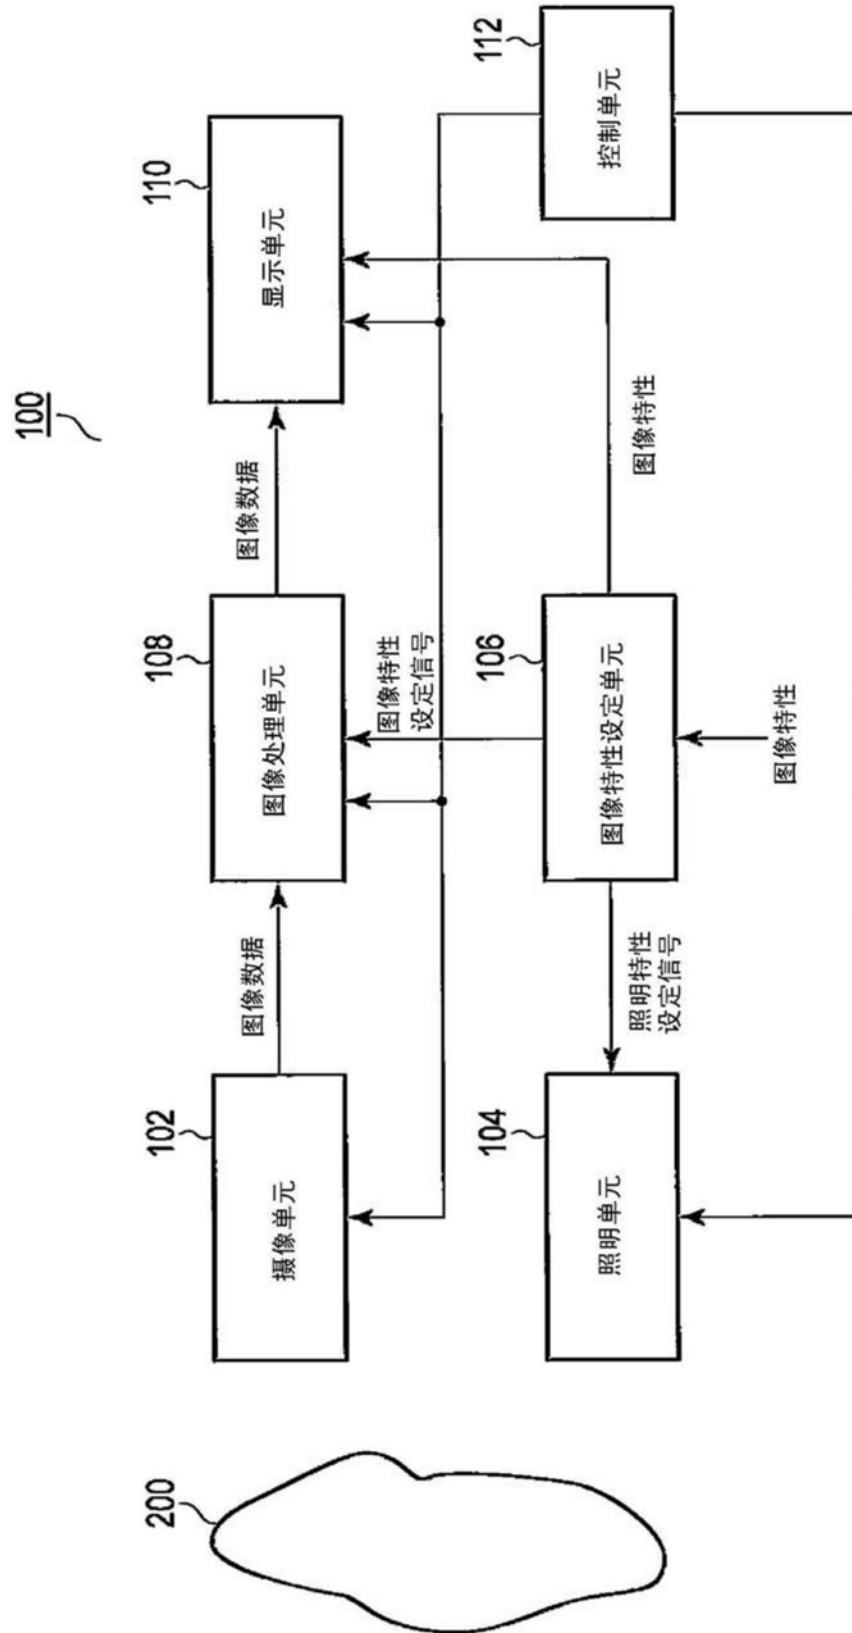 100
200
102
摄像单元
图像数据
108
图像处理单元
图像数据
110
显示单元
图像特性
设定信号
104
照明单元
照明特性
设定信号
106
图像特性设定单元
图像特性
图像特性
112
控制单元